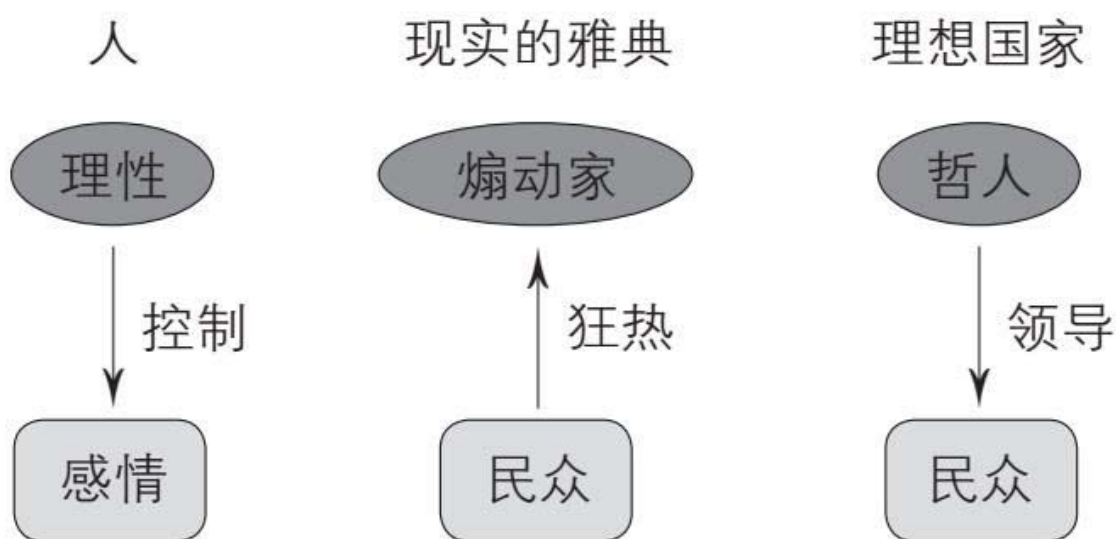 人 现实的雅典 理想国家
理性 煽动家 哲人
控制 狂热 领导
感情 民众 民众